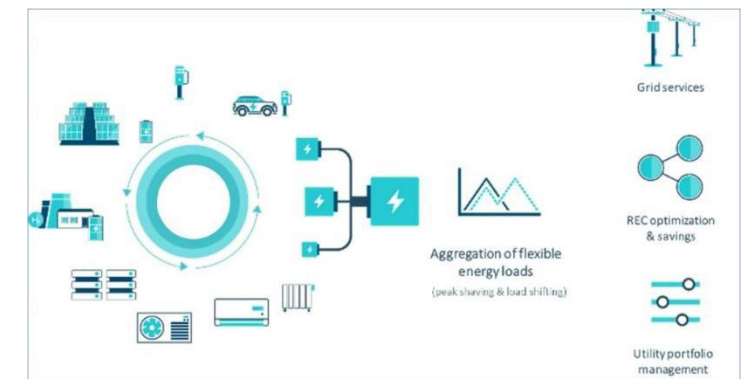 Grid services
REC optimization
& savings
Aggregation of flexible
energy loads
(peak shaving & load shifting)
Utility portfolio
management